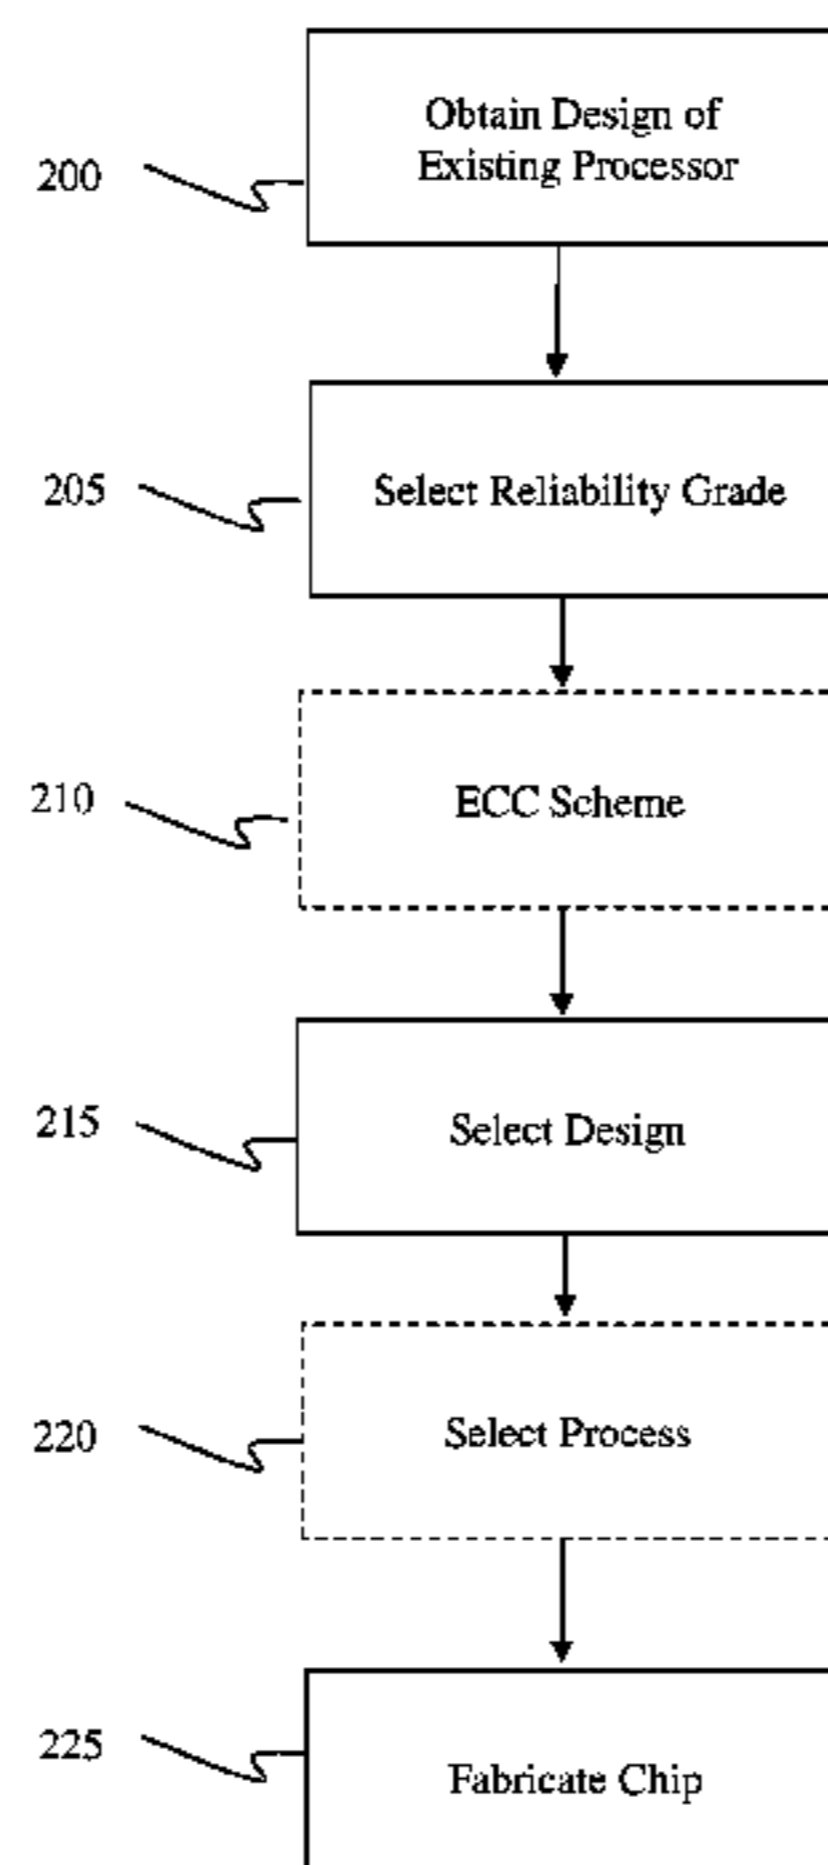 200
Obtain Design of
Existing Processor
205
Select Reliability Grade
210
ECC Scheme
215
Select Design
220
Select Process
225
Fabricate Chip